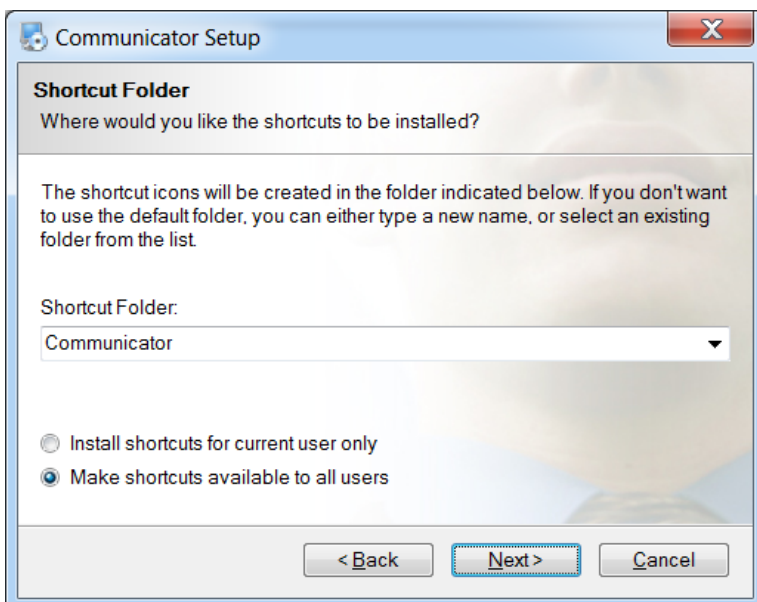 Communicator Setup
Shortcut Folder
Where would you like the shortcuts to be installed?
The shortcut icons will be created in the folder indicated below. If you don't want
to use the default folder, you can either type a new name, or select an existing
folder from the list.
Shortcut Folder:
Communicator
Install shortcuts for current user only
Make shortcuts available to all users
< Back
Next >
Cancel